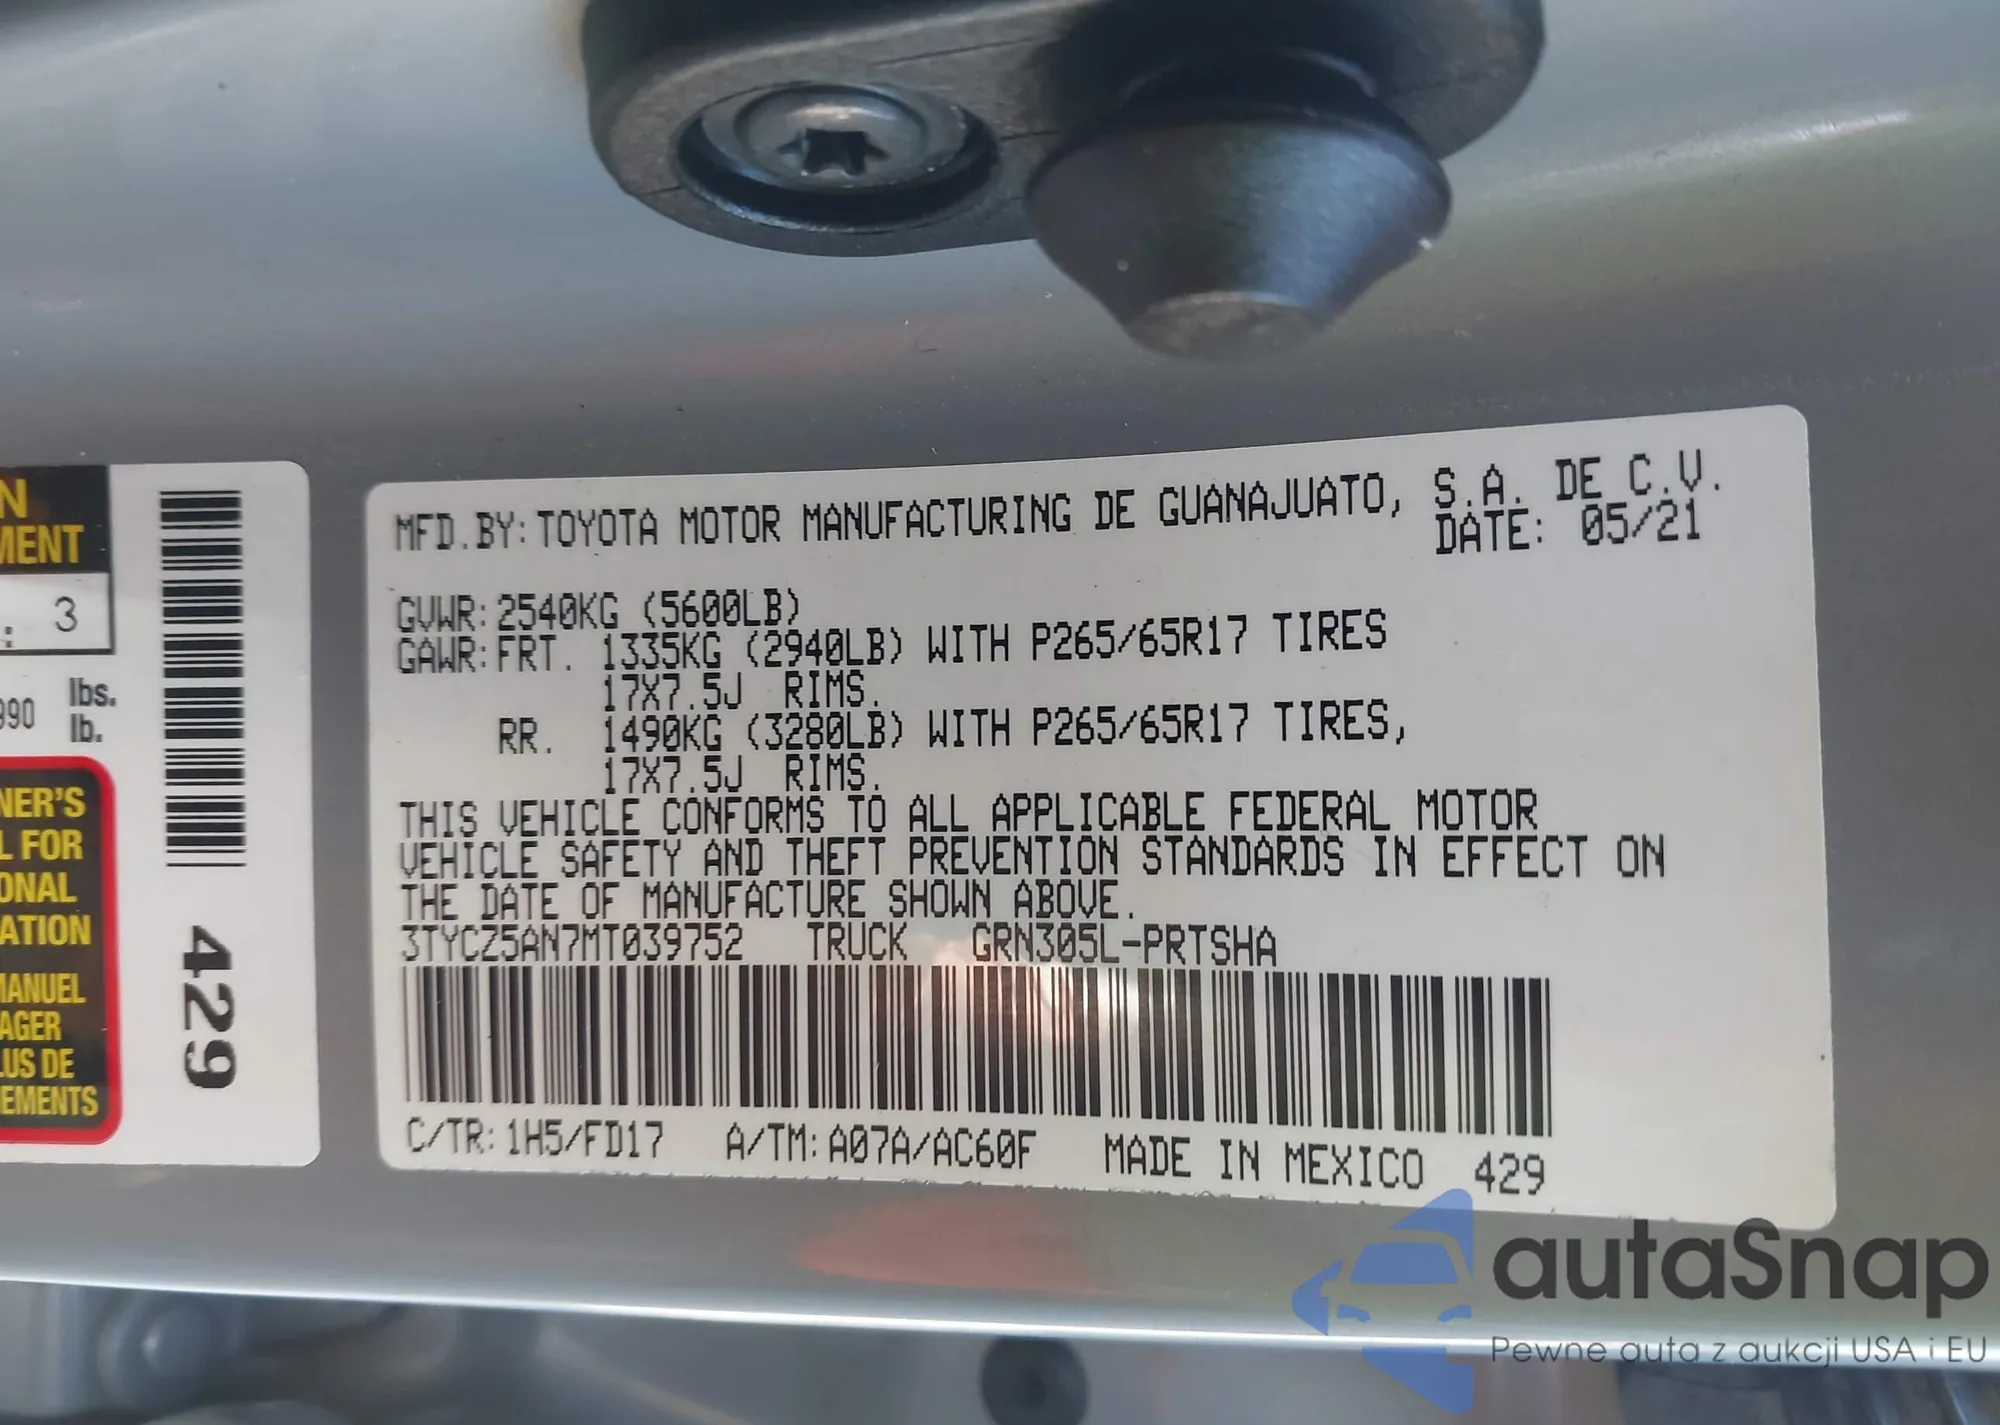 N
MENT
: 3
990 lbs.
lb.
NER'S
L FOR
ONAL
ATION
MANUEL
AGER
LUS DE
EMENTS
429
MFD.BY:TOYOTA MOTOR MANUFACTURING DE GUANAJUATO, S.A. DE C.V.
DATE: 05/21
GVWR:2540KG (5600LB)
GAWR:FRT. 1335KG (2940LB) WITH P265/65R17 TIRES
17X7.5J RIMS.
RR. 1490KG (3280LB) WITH P265/65R17 TIRES,
17X7.5J RIMS.
THIS VEHICLE CONFORMS TO ALL APPLICABLE FEDERAL MOTOR
VEHICLE SAFETY AND THEFT PREVENTION STANDARDS IN EFFECT ON
THE DATE OF MANUFACTURE SHOWN ABOVE.
3TYCZ5AN7MT039752 TRUCK GRN305L-PRTSHA
C/TR:1H5/FD17 A/TM:A07A/AC60F MADE IN MEXICO 429
autaSnap
Pewne auta z aukcji USA i EU